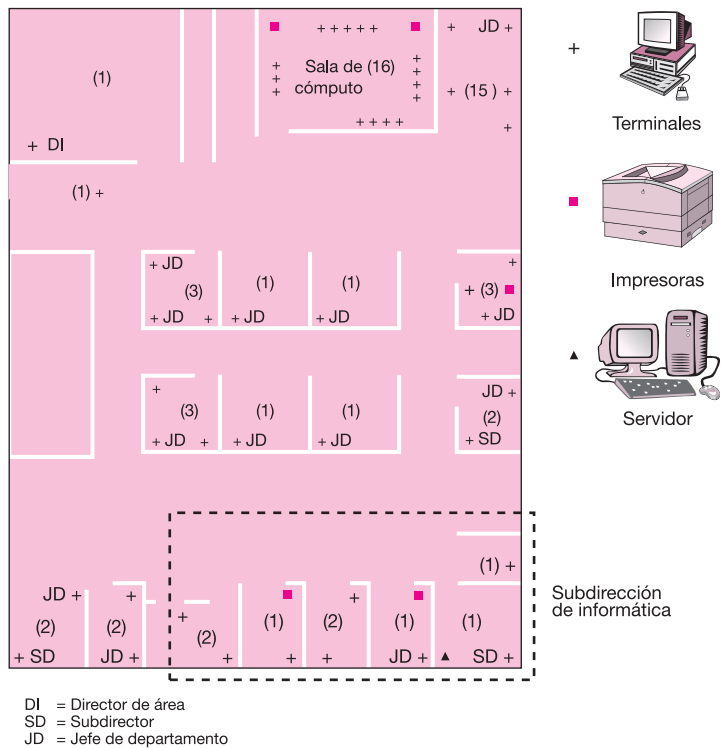 + + + + +
+ JD +
(1)
+
+
+
Sala de (16)
cómputo
+
+
+
+
+ (15 ) +
+ + + +
+
+ DI
(1) +
+
Terminales
Impresoras
Servidor
+ JD
(3)
+ JD +
(1)
+ JD
(1)
+ JD
+
+ (3)
+ JD
+
(3)
+ JD +
(1)
+ JD
(1)
+ JD
JD +
(2)
+ SD
(1) +
Subdirección
de informática
JD +
(2)
+ SD
+
(2)
JD +
+
(2)
+
(1)
+ +
+
(2)
+
(1)
JD +
(1)
SD +
DI = Director de área
SD = Subdirector
JD = Jefe de departamento